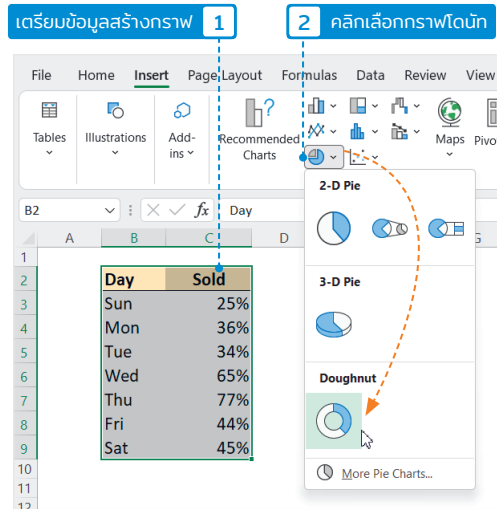 เตรียมข้อมูลสร้างกราฟ 1
2 คลิกเลือกกราฟโดนัท
File Home Insert Page Layout Formulas Data Review View
Tables
Illustrations
Add-
ins
Recommended
Charts
Maps
B2
fx
Day
A B C D G
1
2 Day Sold
3 Sun 25%
4 Mon 36%
5 Tue 34%
6 Wed 65%
7 Thu 77%
8 Fri 44%
9 Sat 45%
10
11
12
2-D Pie
3-D Pie
Doughnut
More Pie Charts...